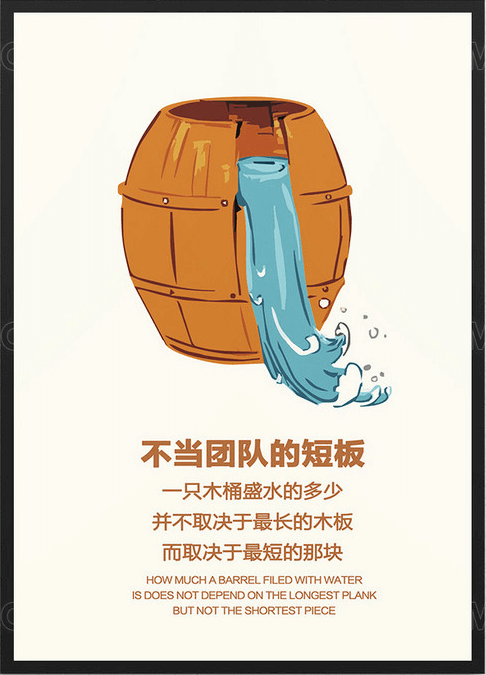 不当团队的短板
一只木桶盛水的多少
并不取决于最长的木板
而取决于最短的那块
HOW MUCH A BARREL FILED WITH WATER
IS DOES NOT DEPEND ON THE LONGEST PLANK
BUT NOT THE SHORTEST PIECE